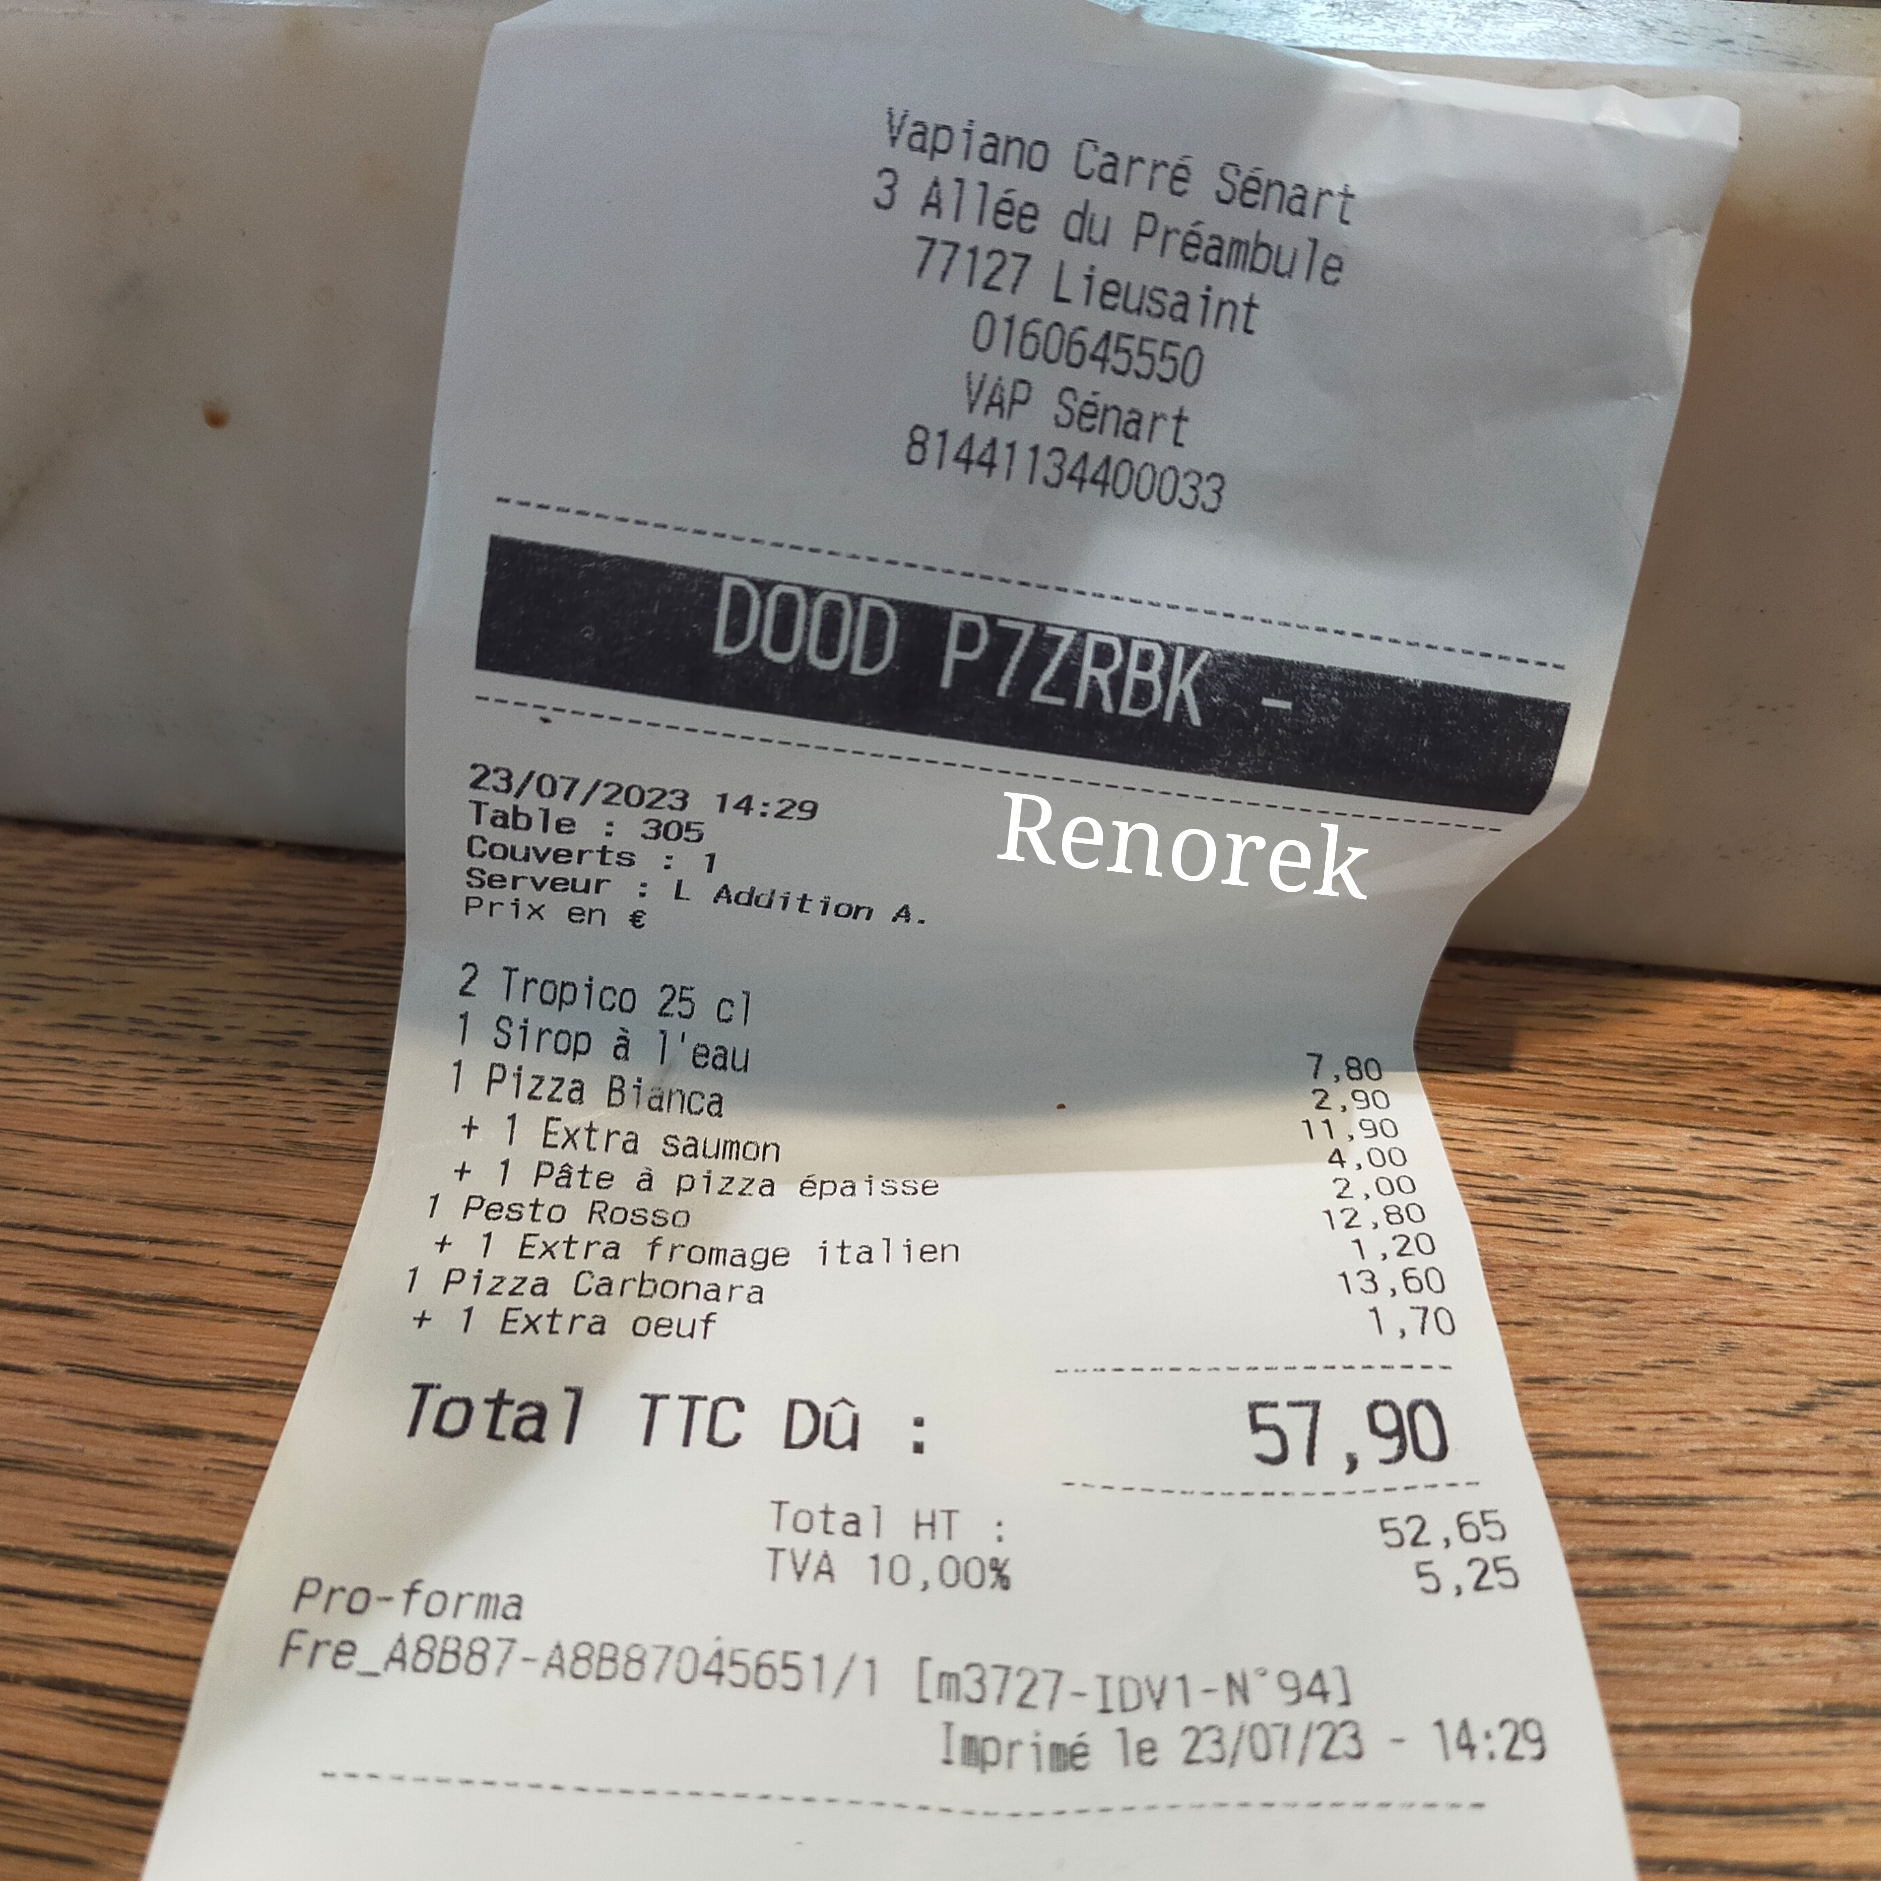 Vapiano Carré Sénart
3 Allée du Préambule
77127 Lieusaint
0160645550
VAP Sénart
81441134400033
DOOD P7ZRBK -
23/07/2023 14:29
Table : 305
Couverts : 1
Serveur : L Addition A.
Prix en €
Renorek
2 Tropico 25 cl 7,80
1 Sirop à l'eau 2,90
1 Pizza Bianca 11,90
+ 1 Extra saumon 4,00
+ 1 Pâte à pizza épaisse 2,00
1 Pesto Rosso 12,80
+ 1 Extra fromage italien 1,20
1 Pizza Carbonara 13,60
+ 1 Extra oeuf 1,70
Total TTC Dû : 57,90
Total HT : 52,65
TVA 10,00% 5,25
Pro-forma
Fre_A8B87-A8B87045651/1 [m3727-IDV1-N°94]
Imprimé le 23/07/23 - 14:29